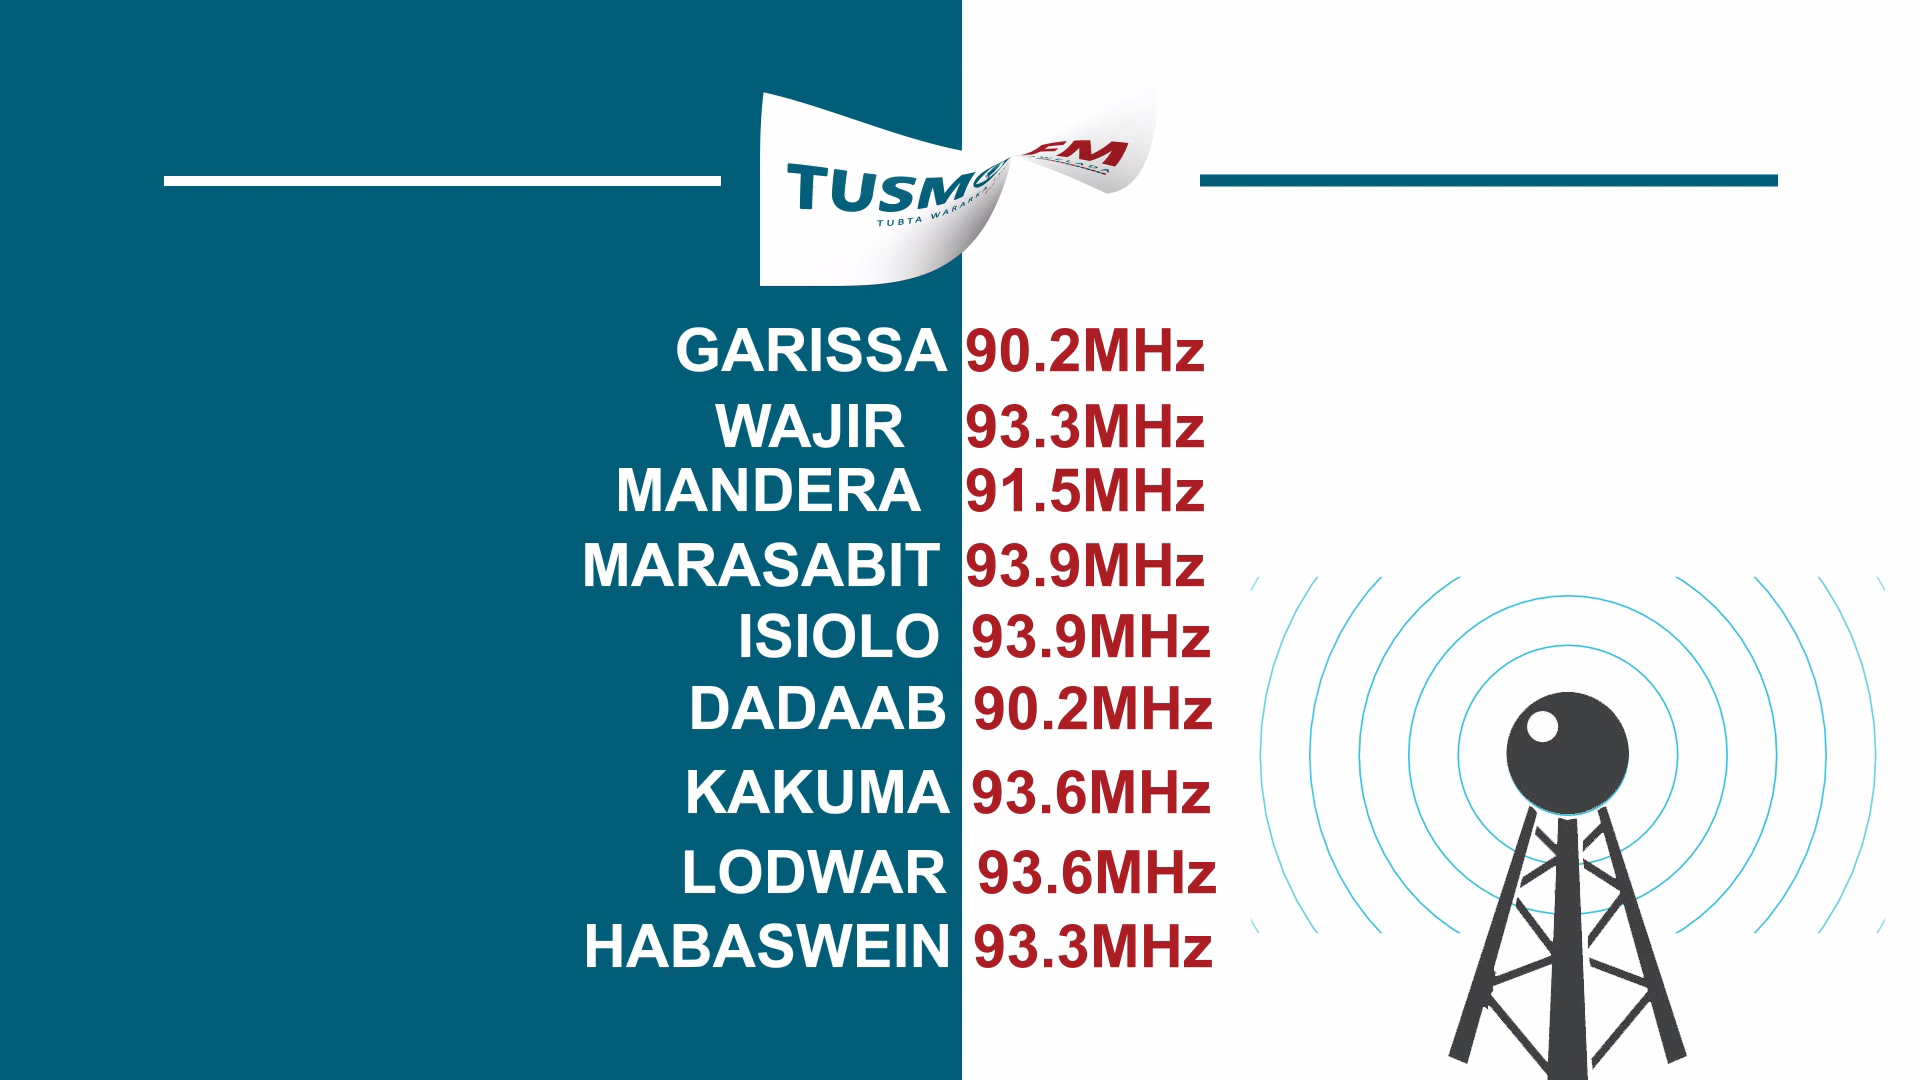 TUSMO FM
TUBTA
GARISSA 90.2MHz
WAJIR 93.3MHz
MANDERA 91.5MHz
MARASABIT 93.9MHz
ISIOLO 93.9MHz
DADAAB 90.2MHz
KAKUMA 93.6MHz
LODWAR 93.6MHz
HABASWEIN 93.3MHz